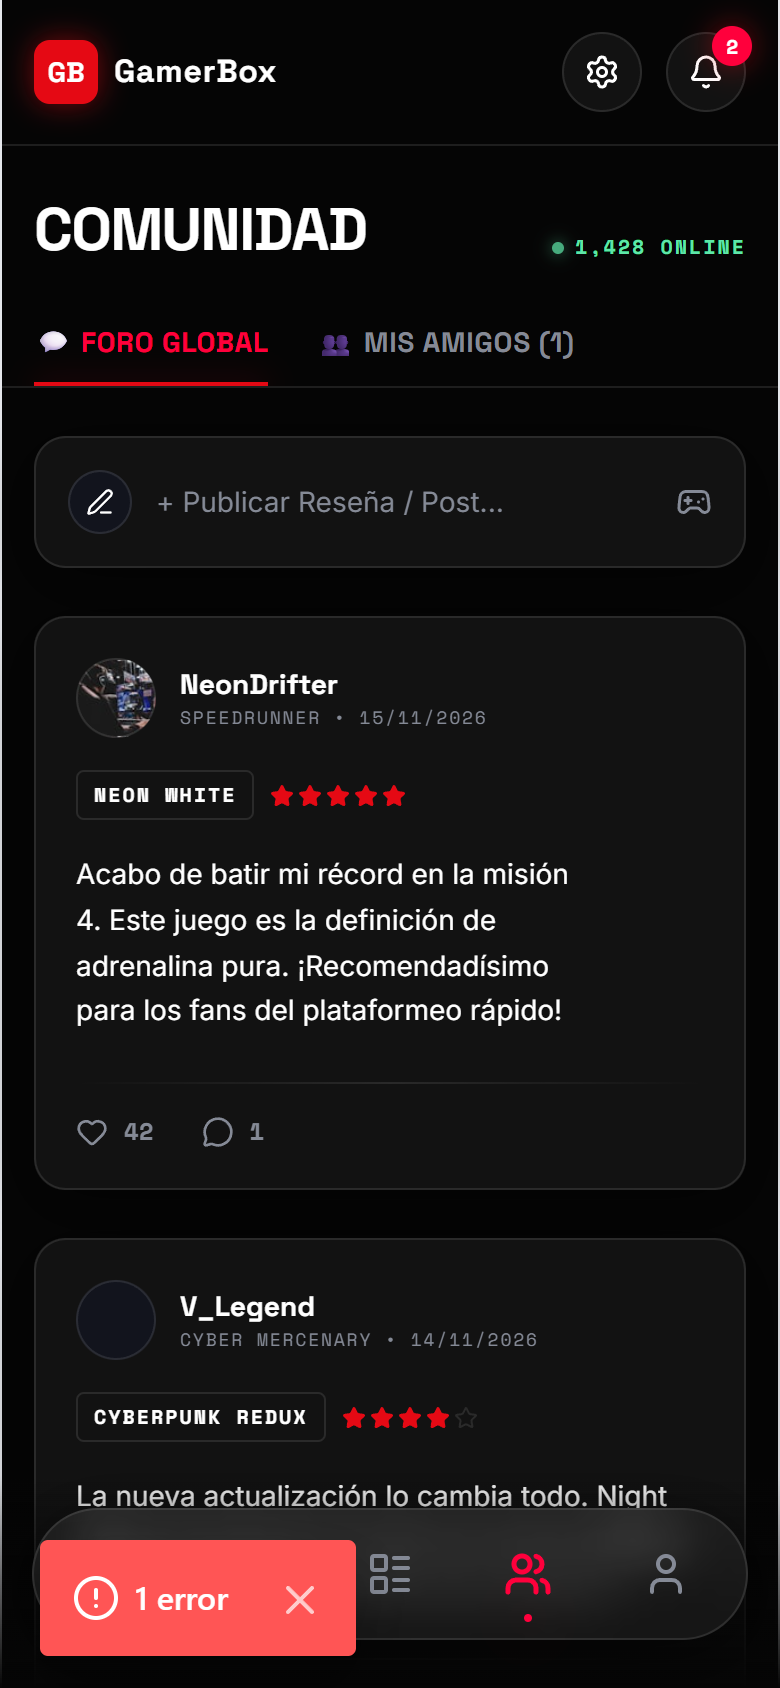 GB GamerBox
2
COMUNIDAD
1,428 ONLINE
FORO GLOBAL
MIS AMIGOS (1)
+ Publicar Reseña / Post...
NeonDrifter
SPEEDRUNNER • 15/11/2026
NEON WHITE
Acabo de batir mi récord en la misión
4. Este juego es la definición de
adrenalina pura. ¡Recomendadísimo
para los fans del plataformeo rápido!
42
1
V_Legend
CYBER MERCENARY • 14/11/2026
CYBERPUNK REDUX
La nueva actualización lo cambia todo. Night
1 error